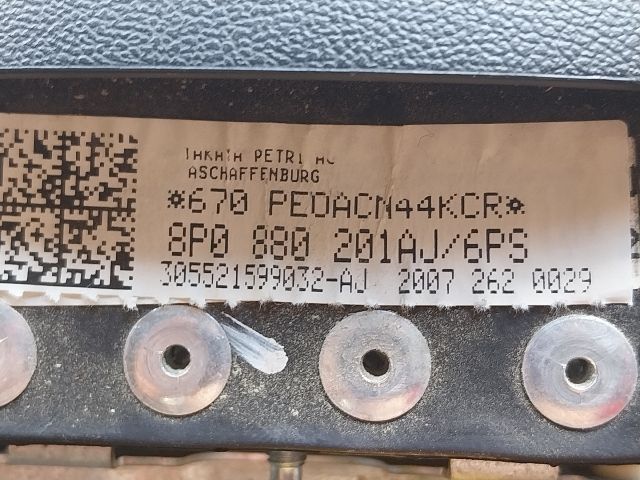 TAKATA PETRI AG
ASCHAFFENBURG
*670 PEDACN44KCR*
8P0 880 201AJ/6PS
305521599032-AJ 2007 262 0029